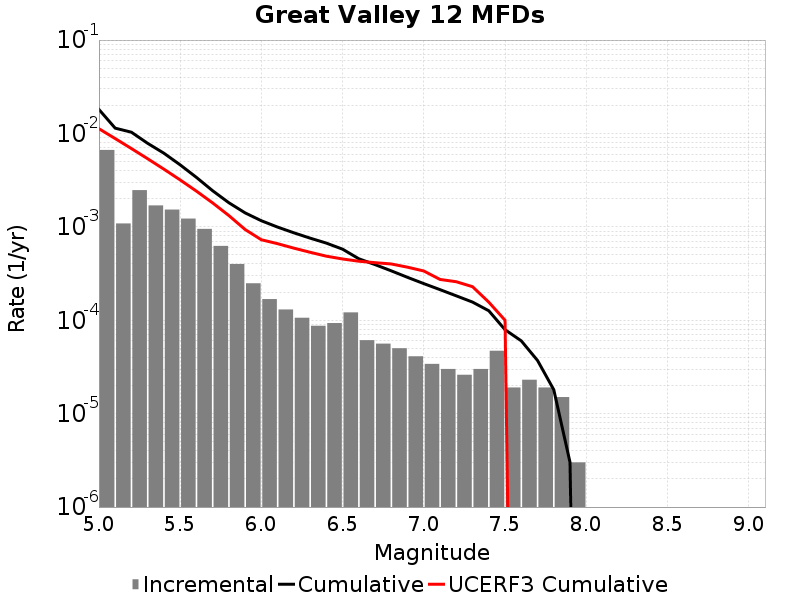 Great Valley 12 MFDs
Rate (1/yr)
10-1
10-2
10-3
10-4
10-5
10-6
5.0 5.5 6.0 6.5 7.0 7.5 8.0 8.5 9.0
Magnitude
Incremental Cumulative UCERF3 Cumulative